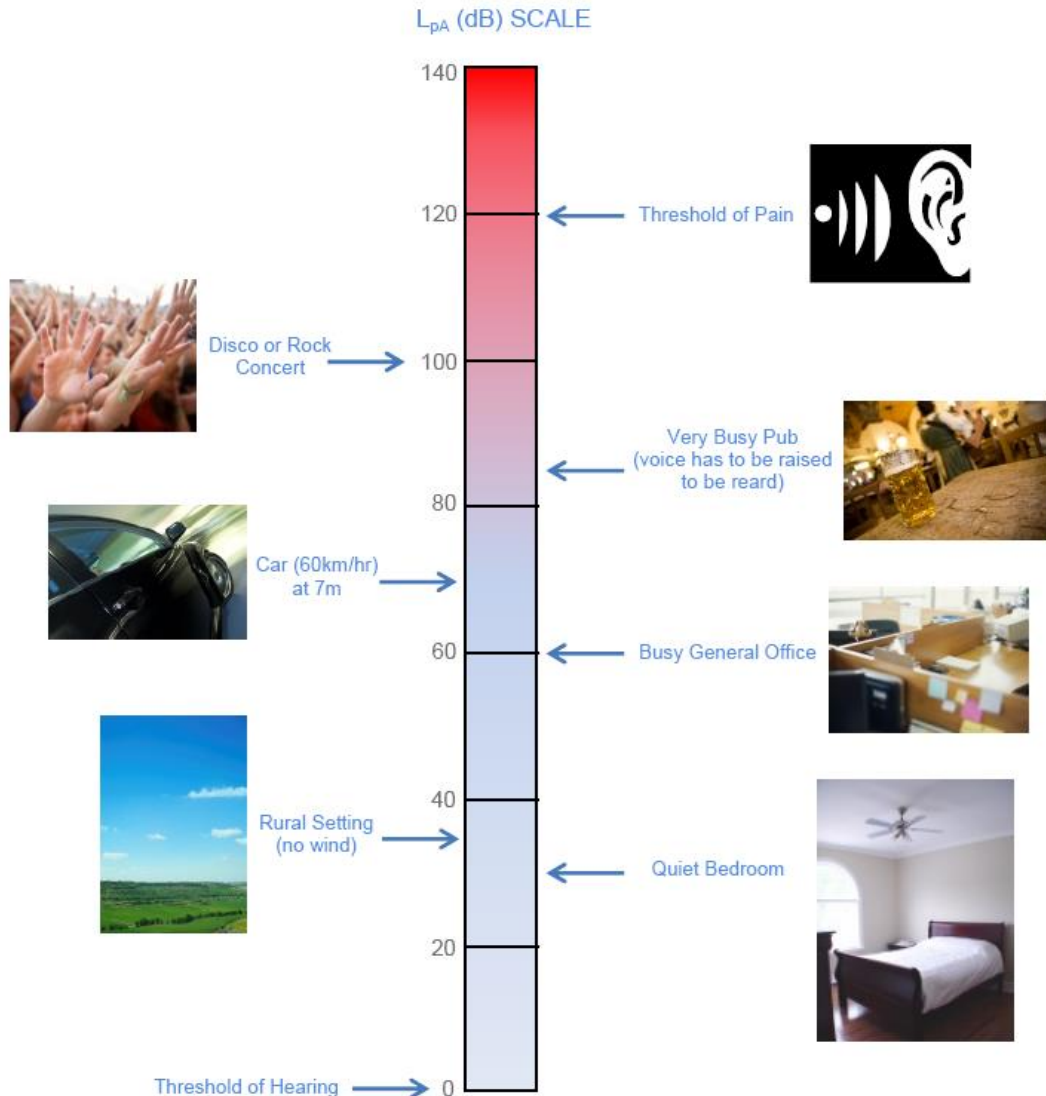 LpA (dB) SCALE
140
120
Threshold of Pain
Disco or Rock
Concert
100
Very Busy Pub
(voice has to be raised
to be reard)
80
Car (60km/hr)
at 7m
60
Busy General Office
40
Rural Setting
(no wind)
Quiet Bedroom
20
Threshold of Hearing
0